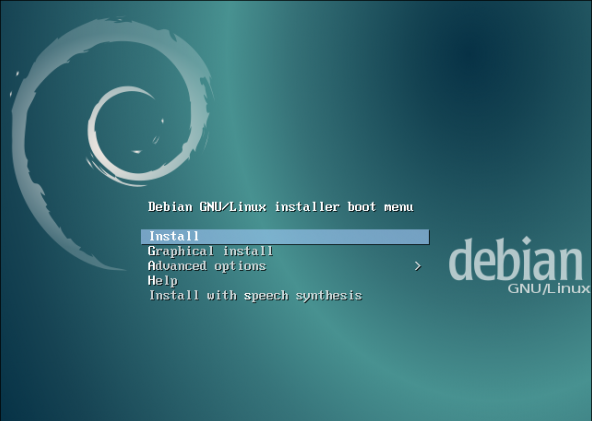 Debian GNU/Linux installer boot menu
Install
Graphical install
Advanced options >
Help
Install with speech synthesis
debian
GNU/Linux